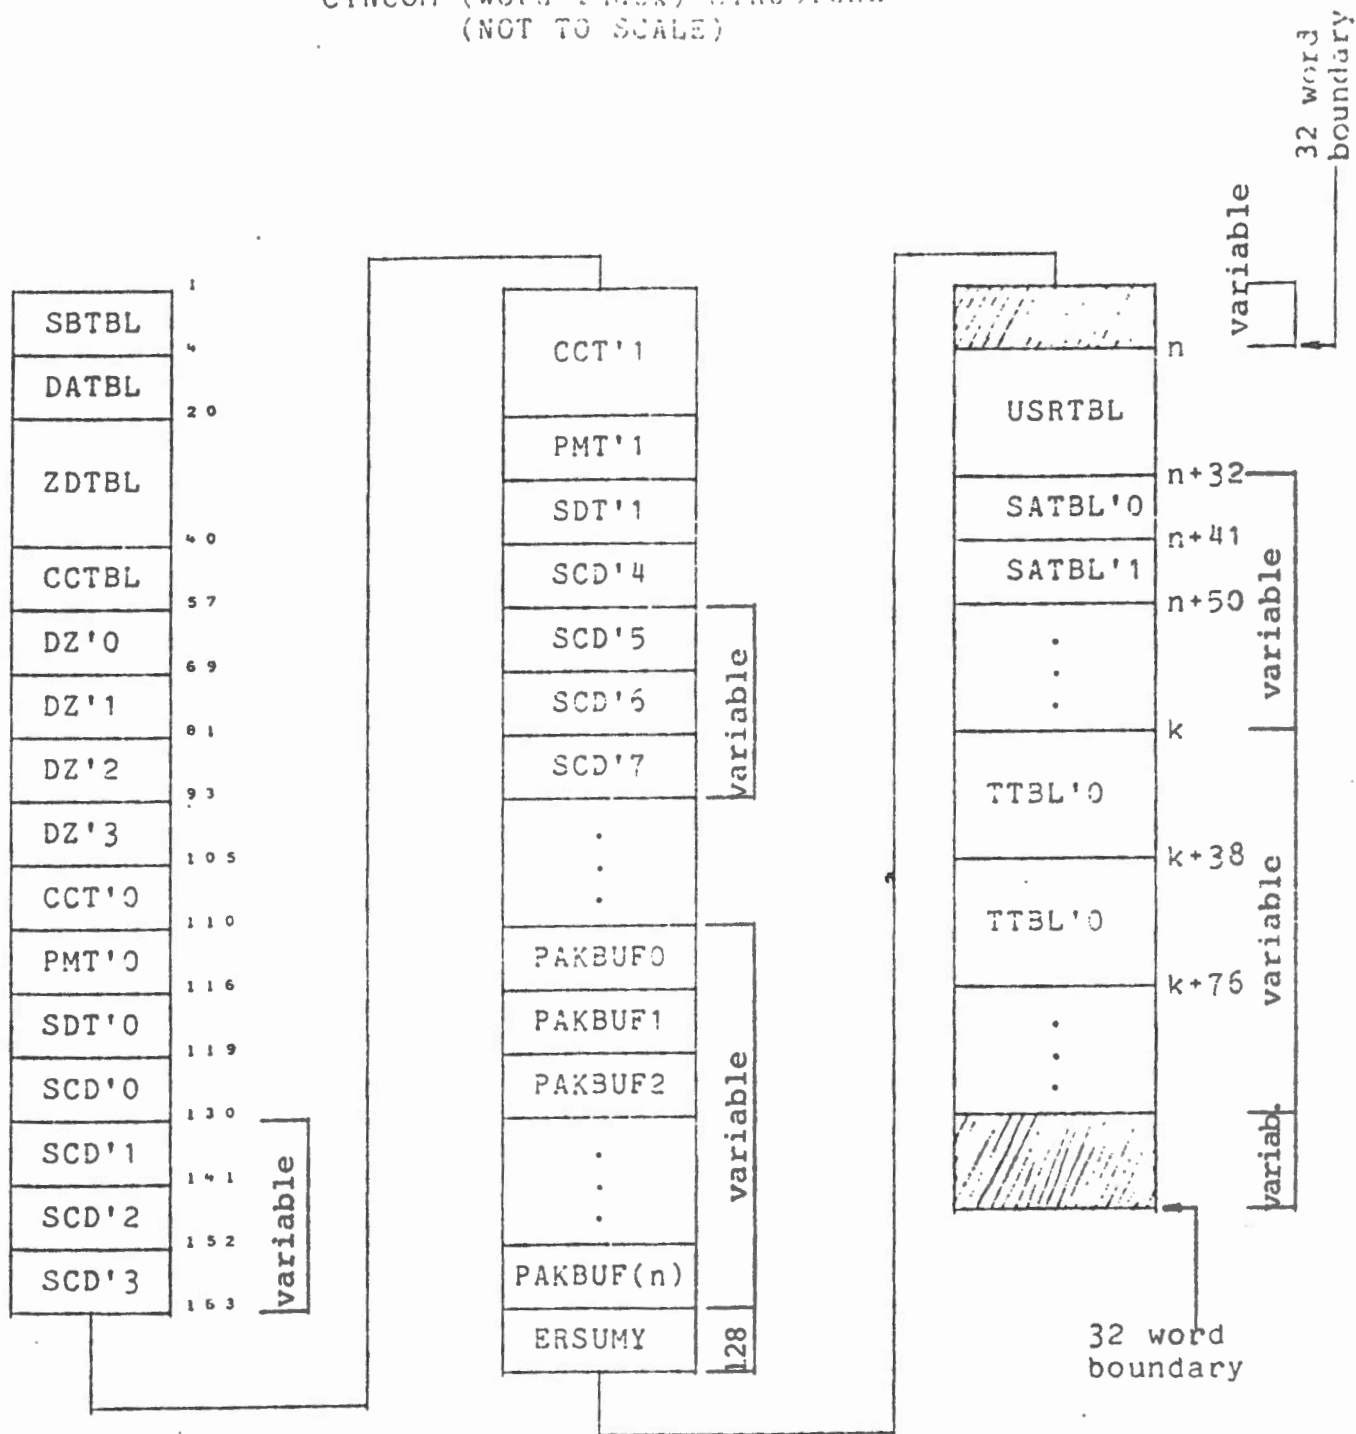 (NOT TO SCALE)
32 word
boundary
variable
1
SBTBL
4
DATBL
20
ZDTBL
40
CCTBL
57
DZ'0
69
DZ'1
81
DZ'2
93
DZ'3
105
CCT'0
110
PMT'0
116
SDT'0
119
SCD'0
130
SCD'1
141
SCD'2
152
SCD'3
163
variable
CCT'1
PMT'1
SDT'1
SCD'4
SCD'5
SCD'6
SCD'7
variable
.
.
.
PAKBUF0
PAKBUF1
PAKBUF2
.
.
.
PAKBUF(n)
variable
ERSUMY
128
n
USRTBL
n+32
SATBL'0
n+41
SATBL'1
n+50
.
.
.
variable
k
TTBL'0
k+38
TTBL'0
k+76
.
.
.
variable
variab.
32 word
boundary